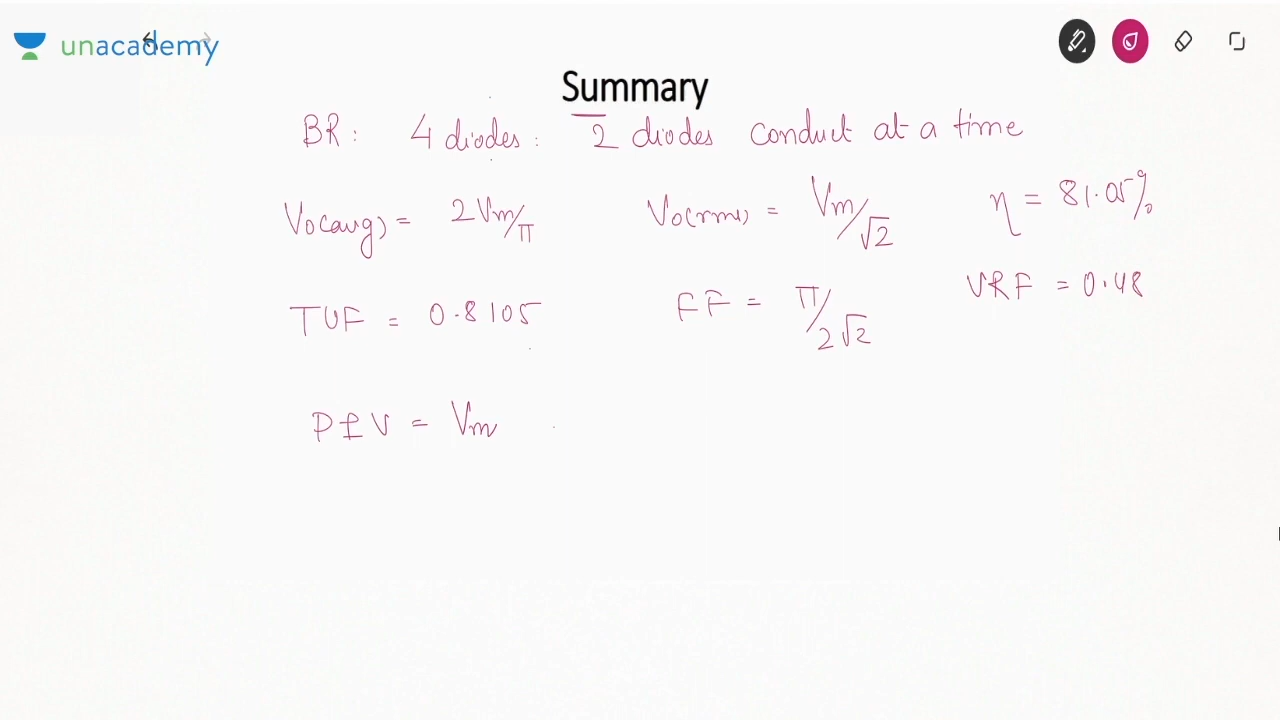 unacademy
Summary
BR: 4 diodes: 2 diodes conduct at a time
Vo(avg) = 2Vm/π Vo(rms) = Vm/√2 η = 81.05%
TUF = 0.8105 FF = π/2√2 VRF = 0.48
PIV = Vm